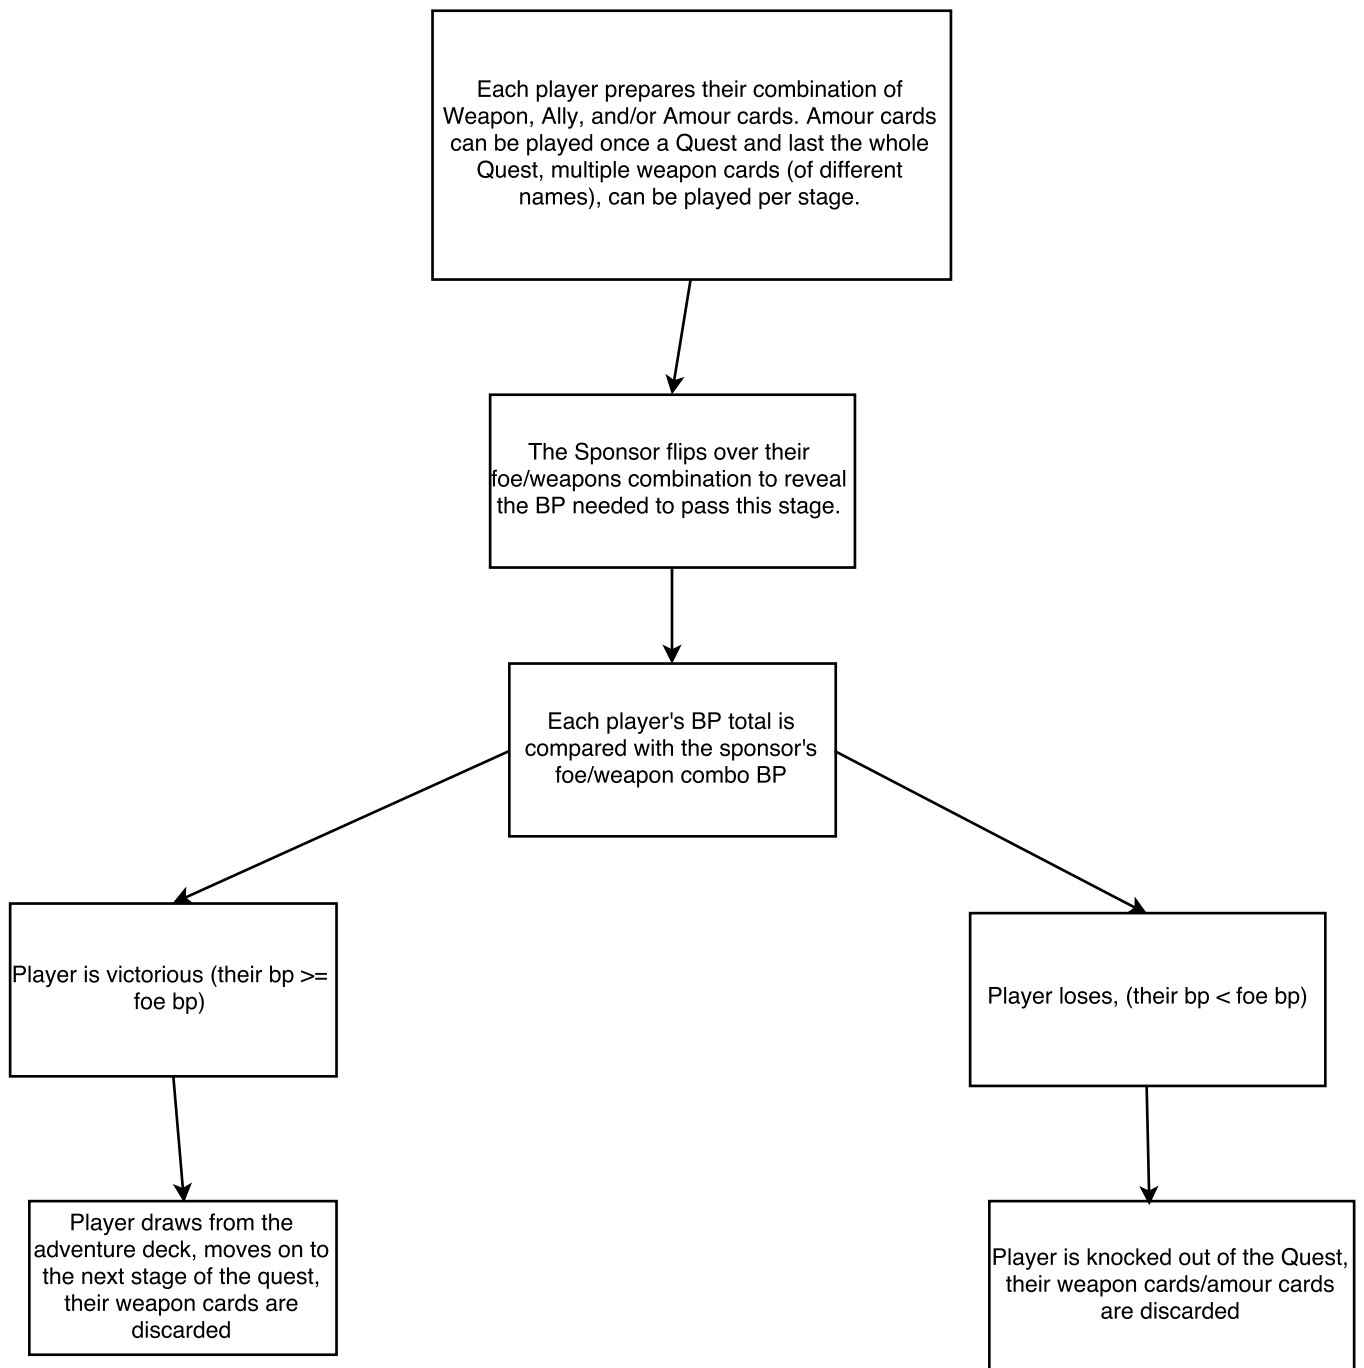 Each player prepares their combination of
Weapon, Ally, and/or Amour cards. Amour cards
can be played once a Quest and last the whole
Quest, multiple weapon cards (of different
names), can be played per stage.
The Sponsor flips over their
foe/weapons combination to reveal
the BP needed to pass this stage.
Each player's BP total is
compared with the sponsor's
foe/weapon combo BP
Player is victorious (their bp >=
foe bp)
Player loses, (their bp < foe bp)
Player draws from the
adventure deck, moves on to
the next stage of the quest,
their weapon cards are
discarded
Player is knocked out of the Quest,
their weapon cards/amour cards
are discarded